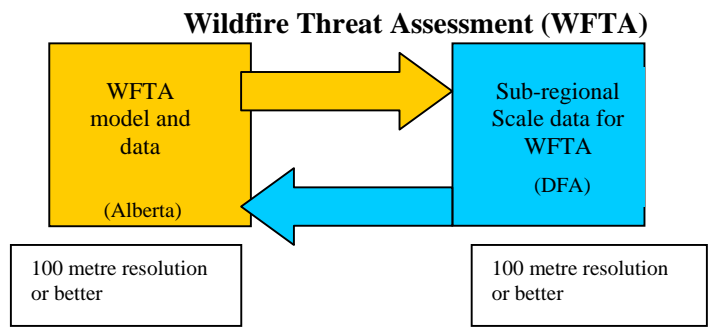 Wildfire Threat Assessment (WFTA)
WFTA
model and
data
(Alberta)
Sub-regional
Scale data for
WFTA
(DFA)
100 metre resolution
or better
100 metre resolution
or better